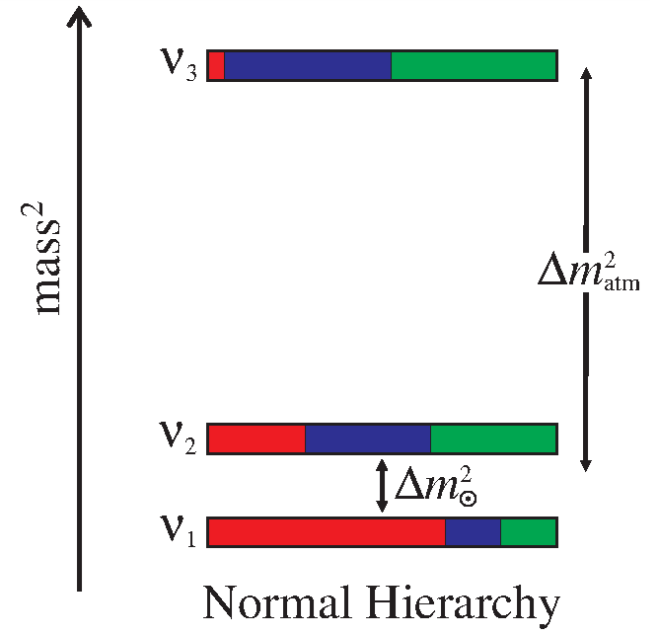 ν₃
mass²
Δm²atm
ν₂
Δm²⊙
ν₁
Normal Hierarchy